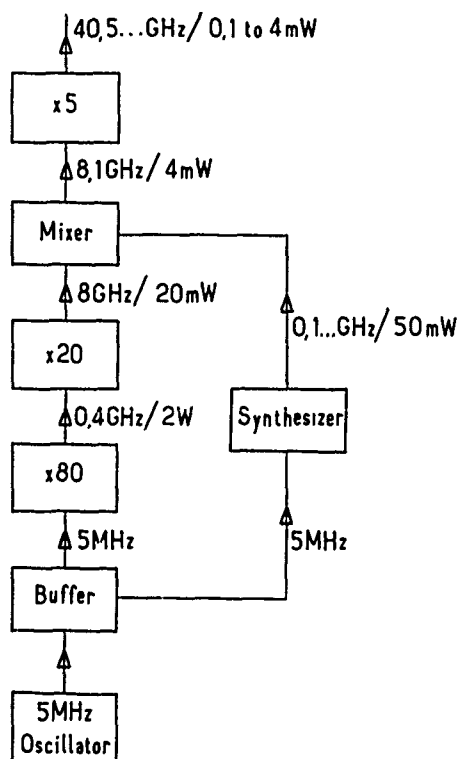 40,5...GHz/0,1 to 4mW
x5
8,1GHz/4mW
Mixer
8GHz/20mW
0,1...GHz/50mW
x20
0,4GHz/2W
Synthesizer
x80
5MHz
5MHz
Buffer
5MHz
Oscillator